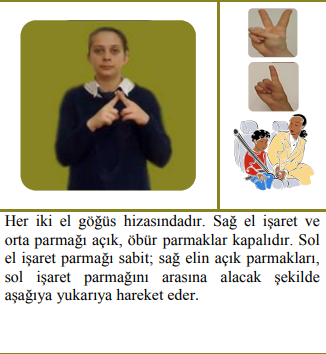 Her iki el göğüs hizasındadır. Sağ el işaret ve
orta parmağı açık, öbür parmaklar kapalıdır. Sol
el işaret parmağı sabit; sağ elin açık parmakları,
sol işaret parmağını arasına alacak şekilde
aşağıya yukarıya hareket eder.